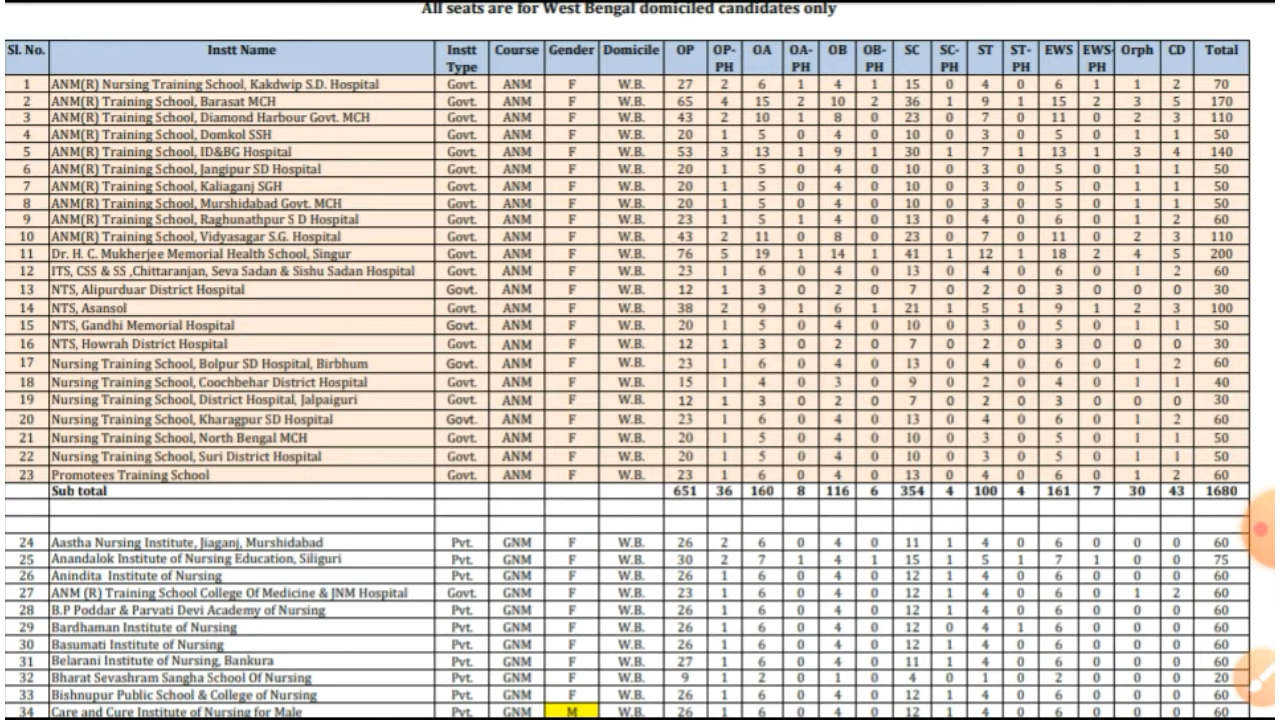 All seats are for West Bengal domiciled candidates only
Sl. No. Instt Name Instt Type Course Gender Domicile OP OP-PH OA OA-PH OB OB-PH SC SC-PH ST ST-PH EWS EWS-PH Orph CD Total
1 ANM(R) Nursing Training School, Kakdwip S.D. Hospital Govt. ANM F W.B. 27 2 6 1 4 1 15 0 4 0 6 1 1 2 70
2 ANM(R) Training School, Barasat MCH Govt. ANM F W.B. 65 4 15 2 10 2 36 1 9 1 15 2 3 5 170
3 ANM(R) Training School, Diamond Harbour Govt. MCH Govt. ANM F W.B. 43 2 10 1 8 0 23 0 7 0 11 0 2 3 110
4 ANM(R) Training School, Domkol SSH Govt. ANM F W.B. 20 1 5 0 4 0 10 0 3 0 5 0 1 1 50
5 ANM(R) Training School, ID&BG Hospital Govt. ANM F W.B. 53 3 13 1 9 1 30 1 7 1 13 1 3 4 140
6 ANM(R) Training School, Jangipur SD Hospital Govt. ANM F W.B. 20 1 5 0 4 0 10 0 3 0 5 0 1 1 50
7 ANM(R) Training School, Kaliaganj SGH Govt. ANM F W.B. 20 1 5 0 4 0 10 0 3 0 5 0 1 1 50
8 ANM(R) Training School, Murshidabad Govt. MCH Govt. ANM F W.B. 20 1 5 0 4 0 10 0 3 0 5 0 1 1 50
9 ANM(R) Training School, Raghunathpur S D Hospital Govt. ANM F W.B. 23 1 5 1 4 0 13 0 4 0 6 0 1 2 60
10 ANM(R) Training School, Vidyasagar S.G. Hospital Govt. ANM F W.B. 43 2 11 0 8 0 23 0 7 0 11 0 2 3 110
11 Dr. H. C. Mukherjee Memorial Health School, Singur Govt. ANM F W.B. 76 5 19 1 14 1 41 1 12 1 18 2 4 5 200
12 ITS, CSS & SS ,Chittaranjan, Seva Sadan & Sishu Sadan Hospital Govt. ANM F W.B. 23 1 6 0 4 0 13 0 4 0 6 0 1 2 60
13 NTS, Alipurduar District Hospital Govt. ANM F W.B. 12 1 3 0 2 0 7 0 2 0 3 0 0 0 30
14 NTS, Asansol Govt. ANM F W.B. 38 2 9 1 6 1 21 1 5 1 9 1 2 3 100
15 NTS, Gandhi Memorial Hospital Govt. ANM F W.B. 20 1 5 0 4 0 10 0 3 0 5 0 1 1 50
16 NTS, Howrah District Hospital Govt. ANM F W.B. 12 1 3 0 2 0 7 0 2 0 3 0 0 0 30
17 Nursing Training School, Bolpur SD Hospital, Birbhum Govt. ANM F W.B. 23 1 6 0 4 0 13 0 4 0 6 0 1 2 60
18 Nursing Training School, Coochbehar District Hospital Govt. ANM F W.B. 15 1 4 0 3 0 9 0 2 0 4 0 1 1 40
19 Nursing Training School, District Hospital, Jalpaiguri Govt. ANM F W.B. 12 1 3 0 2 0 7 0 2 0 3 0 0 0 30
20 Nursing Training School, Kharagpur SD Hospital Govt. ANM F W.B. 23 1 6 0 4 0 13 0 4 0 6 0 1 2 60
21 Nursing Training School, North Bengal MCH Govt. ANM F W.B. 20 1 5 0 4 0 10 0 3 0 5 0 1 1 50
22 Nursing Training School, Suri District Hospital Govt. ANM F W.B. 20 1 5 0 4 0 10 0 3 0 5 0 1 1 50
23 Promotees Training School Govt. ANM F W.B. 23 1 6 0 4 0 13 0 4 0 6 0 1 2 60
Sub total 651 36 160 8 116 6 354 4 100 4 161 7 30 43 1680
24 Aastha Nursing Institute, Jiaganj, Murshidabad Pvt. GNM F W.B. 26 2 6 0 4 0 11 1 4 0 6 0 0 0 60
25 Anandalok Institute of Nursing Education, Siliguri Pvt. GNM F W.B. 30 2 7 1 4 1 15 1 5 1 7 1 0 0 75
26 Anindita Institute of Nursing Pvt. GNM F W.B. 26 1 6 0 4 0 12 1 4 0 6 0 0 0 60
27 ANM (R) Training School College Of Medicine & JNM Hospital Govt. GNM F W.B. 23 1 6 0 4 0 12 1 4 0 6 0 1 2 60
28 B.P Poddar & Parvati Devi Academy of Nursing Pvt. GNM F W.B. 26 1 6 0 4 0 12 1 4 0 6 0 0 0 60
29 Bardhaman Institute of Nursing Pvt. GNM F W.B. 26 1 6 0 4 0 12 0 4 1 6 0 0 0 60
30 Basumati Institute of Nursing Pvt. GNM F W.B. 26 1 6 0 4 0 12 1 4 0 6 0 0 0 60
31 Belarani Institute of Nursing, Bankura Pvt. GNM F W.B. 27 1 6 0 4 0 11 1 4 0 6 0 0 0 60
32 Bharat Sevashram Sangha School Of Nursing Pvt. GNM F W.B. 9 1 2 0 1 0 4 0 1 0 2 0 0 0 20
33 Bishnupur Public School & College of Nursing Pvt. GNM F W.B. 26 1 6 0 4 0 12 1 4 0 6 0 0 0 60
34 Care and Cure Institute of Nursing for Male Pvt. GNM M W.B. 26 1 6 0 4 0 12 1 4 0 6 0 0 0 60